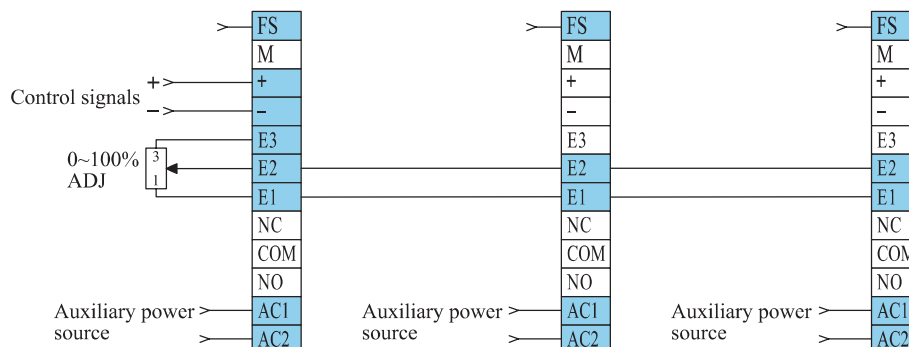 FS
M
+
−
E3
E2
E1
NC
COM
NO
AC1
AC2
Control signals
+
−
0~100%
ADJ
3
1
Auxiliary power
source
FS
M
+
−
E3
E2
E1
NC
COM
NO
AC1
AC2
Auxiliary power
source
FS
M
+
−
E3
E2
E1
NC
COM
NO
AC1
AC2
Auxiliary power
source